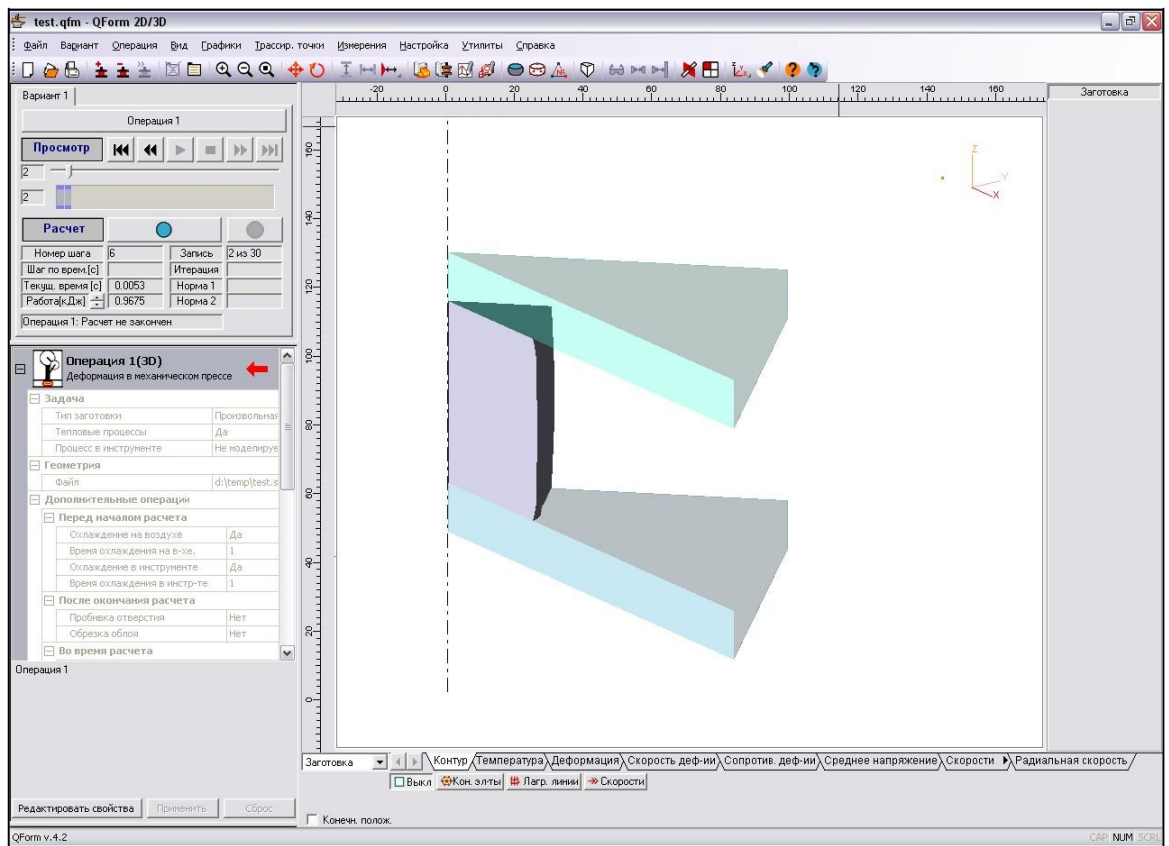 test.qfm - QForm 2D/3D
Файл Вариант Операция Вид Графики Трассир. точки Измерения Настройка Утилиты Справка
Вариант 1
Операция 1
Просмотр
2
2
Расчет
Номер шага 6 Запись 2 из 30
Шаг по врем.[с] Итерация
Текущ. время [с] 0.0053 Норма 1
Работа[кДж] 0.9675 Норма 2
Операция 1: Расчет не закончен
Операция 1(3D)
Деформация в механическом прессе
Задача
Тип заготовки Произвольная
Тепловые процессы Да
Процесс в инструменте Не моделируе
Геометрия
Файл d:\temp\test.s
Дополнительные операции
Перед началом расчета
Охлаждение на воздухе Да
Время охлаждения на в-хе. 1
Охлаждение в инструменте Да
Время охлаждения в инстр-те 1
После окончания расчета
Пробивка отверстия Нет
Обрезка облоя Нет
Во время расчета
Операция 1
Редактировать свойства Применить Сброс
-20 0 20 40 60 80 100 120 140 160
160
140
120
100
80
60
40
20
0
Z
Y
X
Заготовка
Заготовка Контур Температура Деформация Скорость деф-ии Сопротив. деф-ии Среднее напряжение Скорости Радиальная скорость
Выкл Кон. эл-ты Лагр. линии Скорости
Конечн. полож.
QForm v.4.2 CAP NUM SCRL